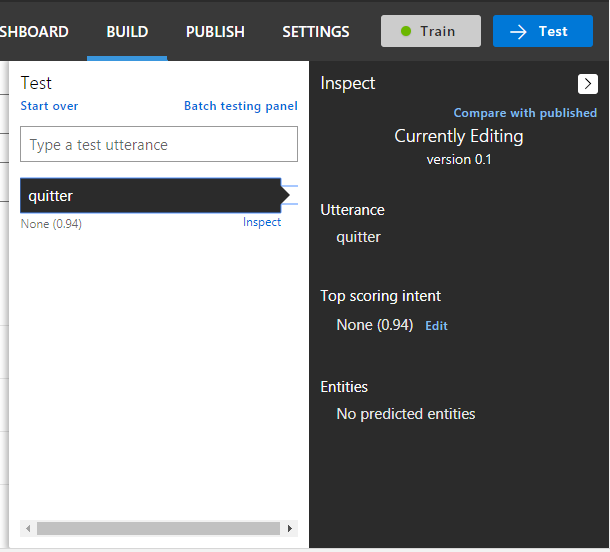 SHBOARD BUILD PUBLISH SETTINGS Train Test
Test
Start over Batch testing panel
Type a test utterance
quitter
None (0.94) Inspect
Inspect
Compare with published
Currently Editing
version 0.1
Utterance
quitter
Top scoring intent
None (0.94) Edit
Entities
No predicted entities